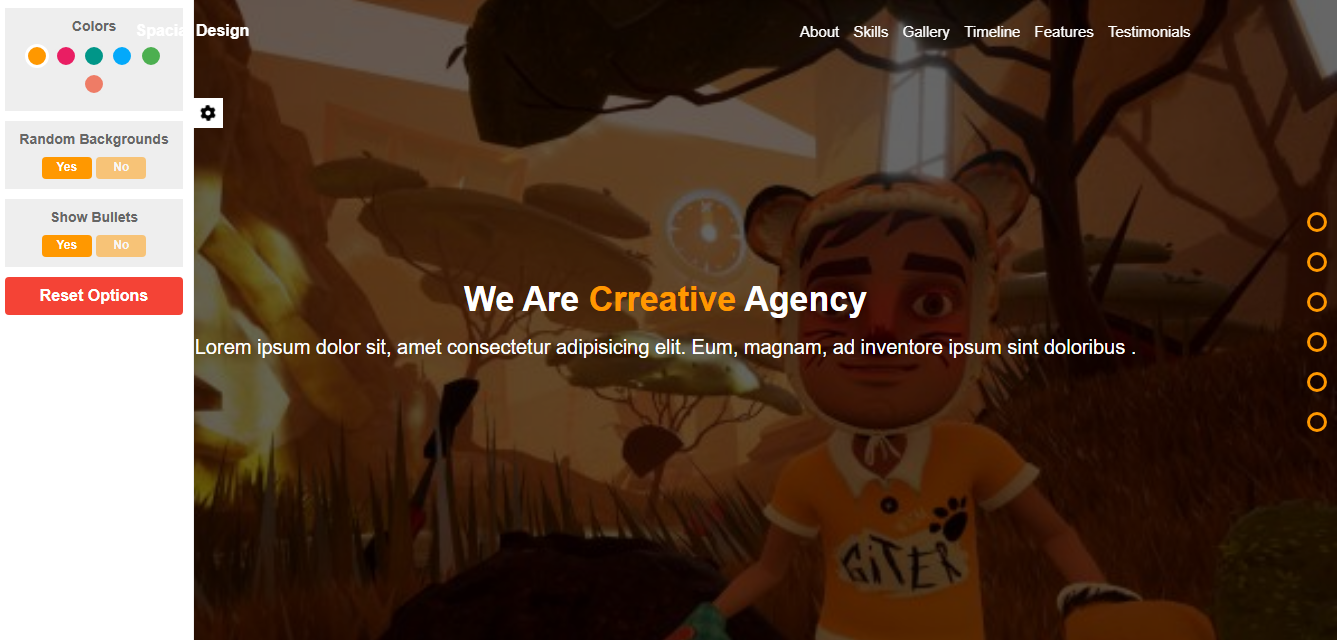 Colors
Spacial Design
About Skills Gallery Timeline Features Testimonials
Random Backgrounds
Yes No
Show Bullets
Yes No
Reset Options
We Are Crreative Agency
Lorem ipsum dolor sit, amet consectetur adipisicing elit. Eum, magnam, ad inventore ipsum sint doloribus .
GiTER